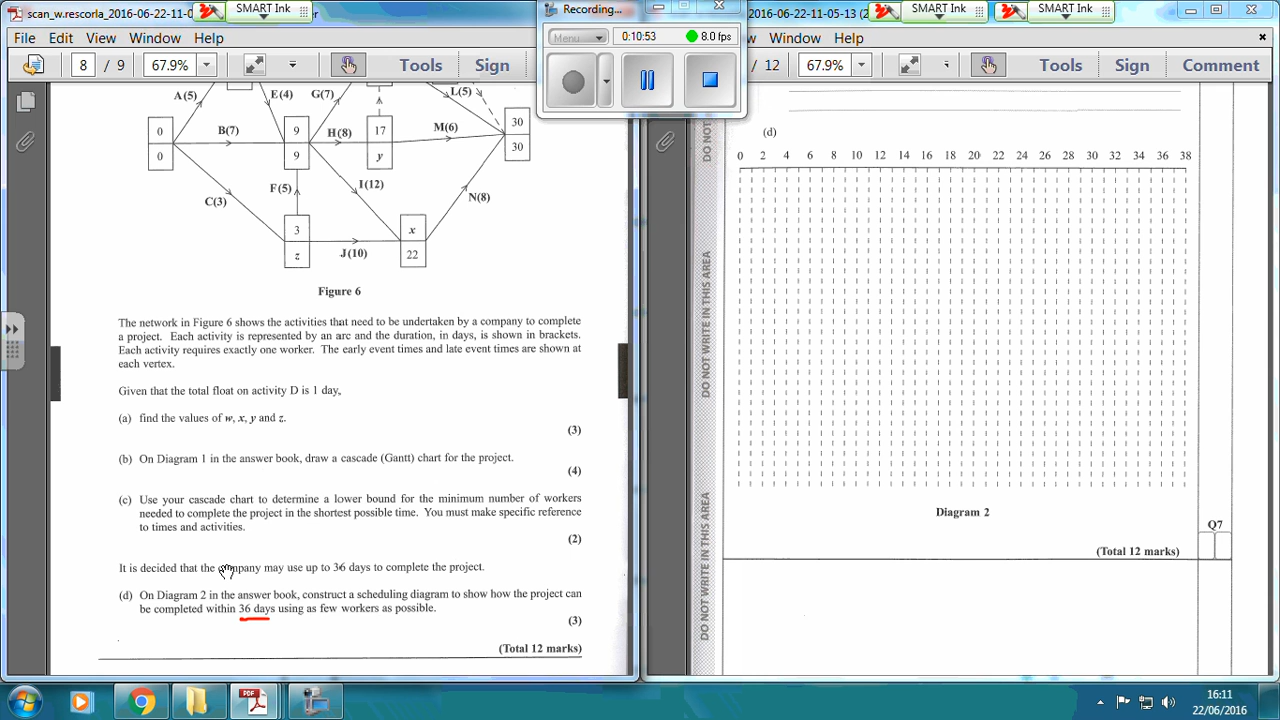 scan_w.rescorla_2016-06-22-11-0
SMART Ink
er
SMART Ink
Recording...
2016-06-22-11-05-13 (2
SMART Ink
SMART Ink
File Edit View Window Help
Menu
0:10:53
8.0 fps
Window Help
8 / 9
67.9%
Tools
Sign
/ 12
67.9%
Tools
Sign
Comment
A(5)
E(4)
G(7)
L(5)
0
0
B(7)
9
9
H(8)
17
y
M(6)
30
30
F(5)
I(12)
C(3)
N(8)
3
z
J(10)
x
22
Figure 6
The network in Figure 6 shows the activities that need to be undertaken by a company to complete
a project. Each activity is represented by an arc and the duration, in days, is shown in brackets.
Each activity requires exactly one worker. The early event times and late event times are shown at
each vertex.
Given that the total float on activity D is 1 day,
(a) find the values of w, x, y and z.
(3)
(b) On Diagram 1 in the answer book, draw a cascade (Gantt) chart for the project.
(4)
(c) Use your cascade chart to determine a lower bound for the minimum number of workers
needed to complete the project in the shortest possible time. You must make specific reference
to times and activities.
(2)
It is decided that the company may use up to 36 days to complete the project.
(d) On Diagram 2 in the answer book, construct a scheduling diagram to show how the project can
be completed within 36 days using as few workers as possible.
(3)
(Total 12 marks)
DO NOT
(d)
0 2 4 6 8 10 12 14 16 18 20 22 24 26 28 30 32 34 36 38
DO NOT WRITE IN THIS AREA
DO NOT WRITE IN THIS AREA
Diagram 2
Q7
(Total 12 marks)
16:11
22/06/2016